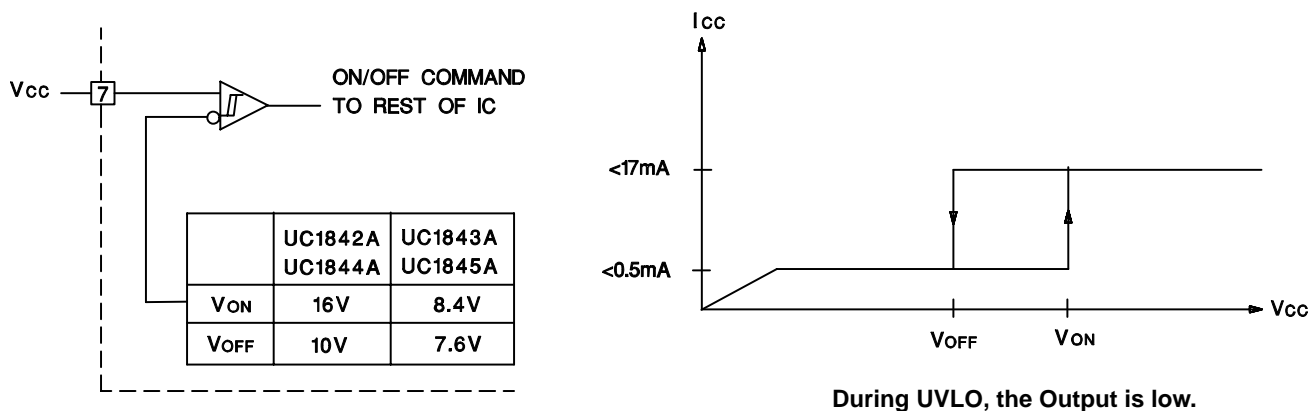 Vcc
7
ON/OFF COMMAND
TO REST OF IC
UC1842A UC1843A
UC1844A UC1845A
VON 16V 8.4V
VOFF 10V 7.6V
Icc
<17mA
<0.5mA
VOFF
VON
Vcc
During UVLO, the Output is low.